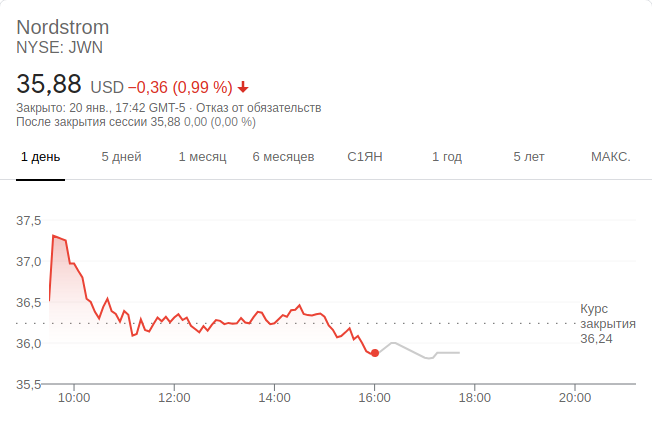 Nordstrom
NYSE: JWN
35,88 USD −0,36 (0,99 %)
Закрыто: 20 янв., 17:42 GMT-5 · Отказ от обязательств
После закрытия сессии 35,88 0,00 (0,00 %)
1 день 5 дней 1 месяц 6 месяцев С1ЯН 1 год 5 лет МАКС.
37,5
37,0
36,5
36,0
35,5
Курс
закрытия
36,24
10:00 12:00 14:00 16:00 18:00 20:00